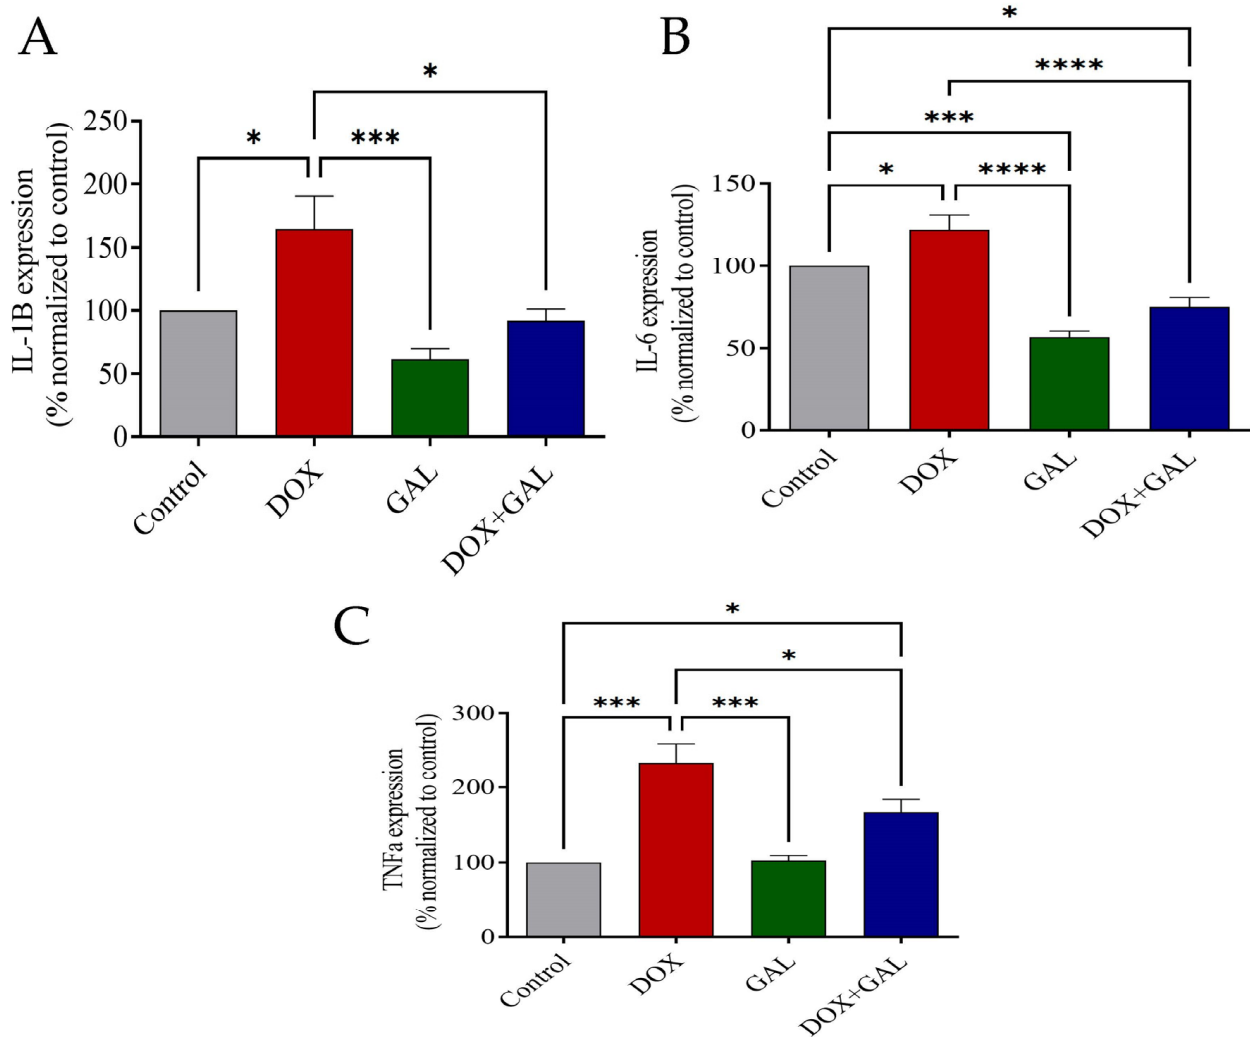 A
*
*
***
IL-1B expression
(% normalized to control)
250
200
150
100
50
0
Control
DOX
GAL
DOX+GAL
B
*
****
***
*
****
IL-6 expression
(% normalized to control)
150
100
50
0
Control
DOX
GAL
DOX+GAL
C
*
*
***
***
TNFa expression
(% normalized to control)
300
200
100
0
Control
DOX
GAL
DOX+GAL